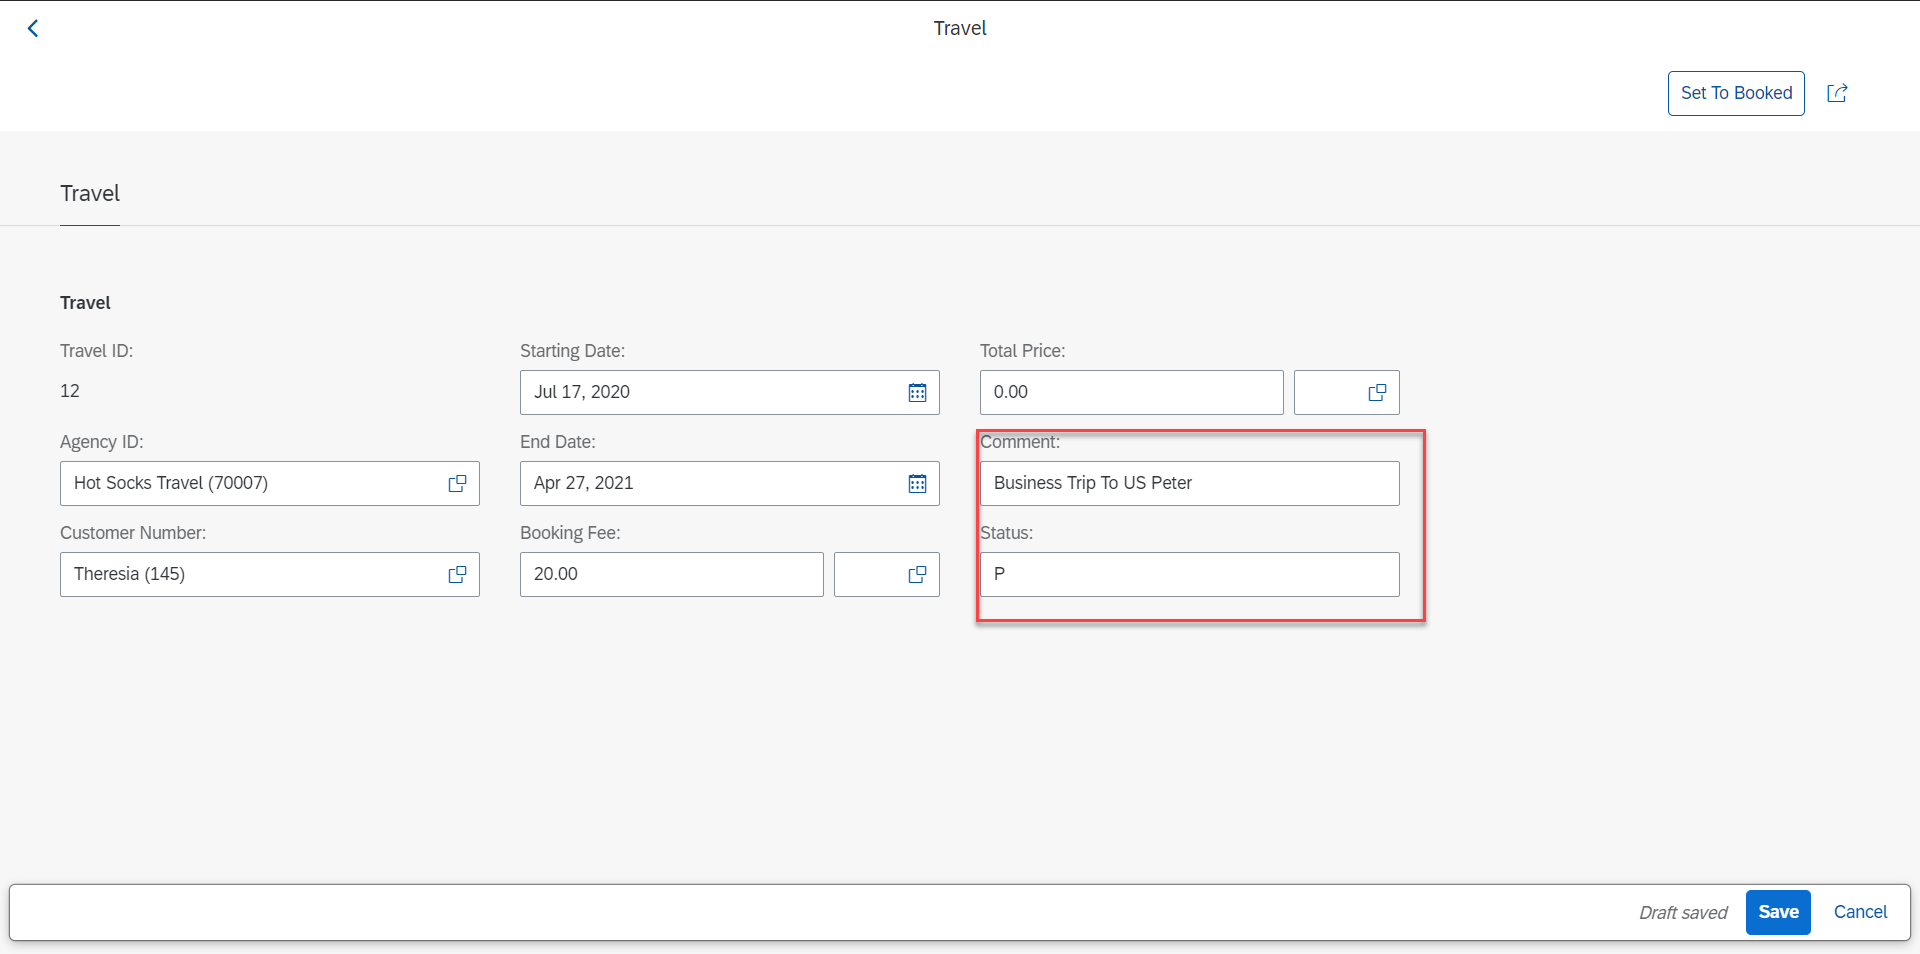 Travel
Set To Booked
Travel
Travel
Travel ID:
12
Agency ID:
Hot Socks Travel (70007)
Customer Number:
Theresia (145)
Starting Date:
Jul 17, 2020
End Date:
Apr 27, 2021
Booking Fee:
20.00
Total Price:
0.00
Comment:
Business Trip To US Peter
Status:
P
Draft saved
Save
Cancel